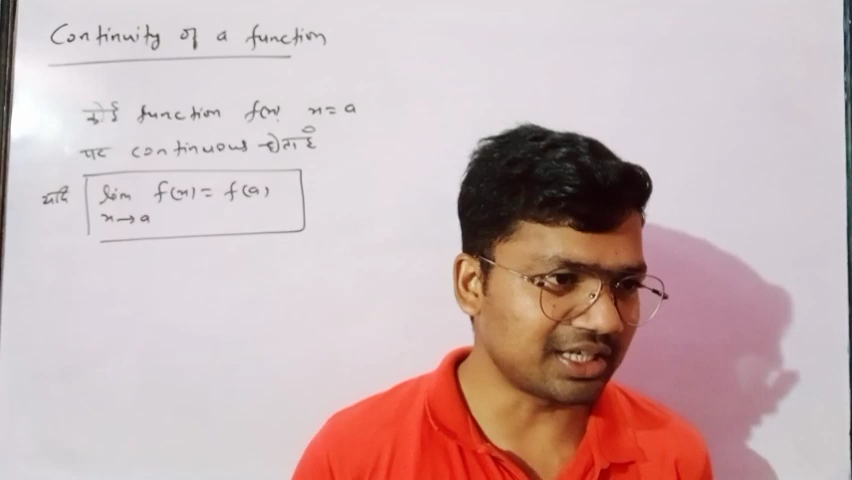 Continuity of a function
कोई function f(x) x = a
पर continuous होता है
यदि lim f(x) = f(a)
x→a